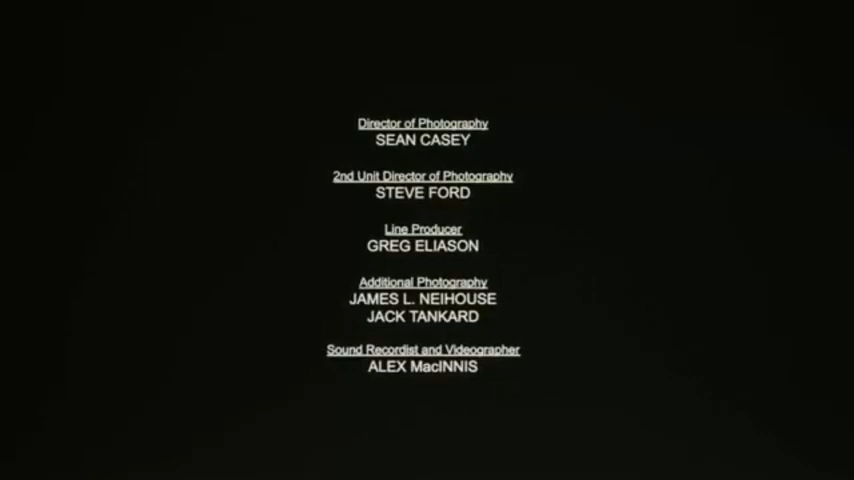 Director of Photography
SEAN CASEY
2nd Unit Director of Photography
STEVE FORD
Line Producer
GREG ELIASON
Additional Photography
JAMES L. NEIHOUSE
JACK TANKARD
Sound Recordist and Videographer
ALEX MacINNIS